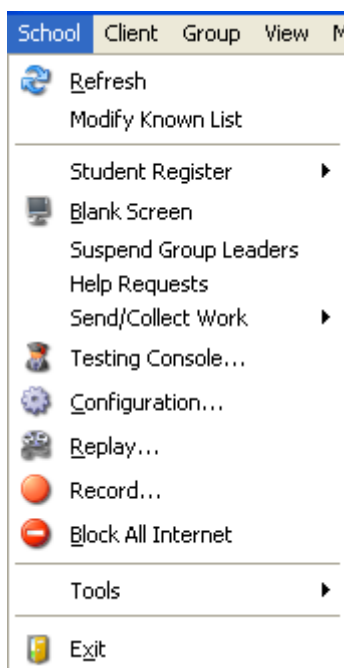 School Client Group View M
Refresh
Modify Known List
Student Register
Blank Screen
Suspend Group Leaders
Help Requests
Send/Collect Work
Testing Console...
Configuration...
Replay...
Record...
Block All Internet
Tools
Exit